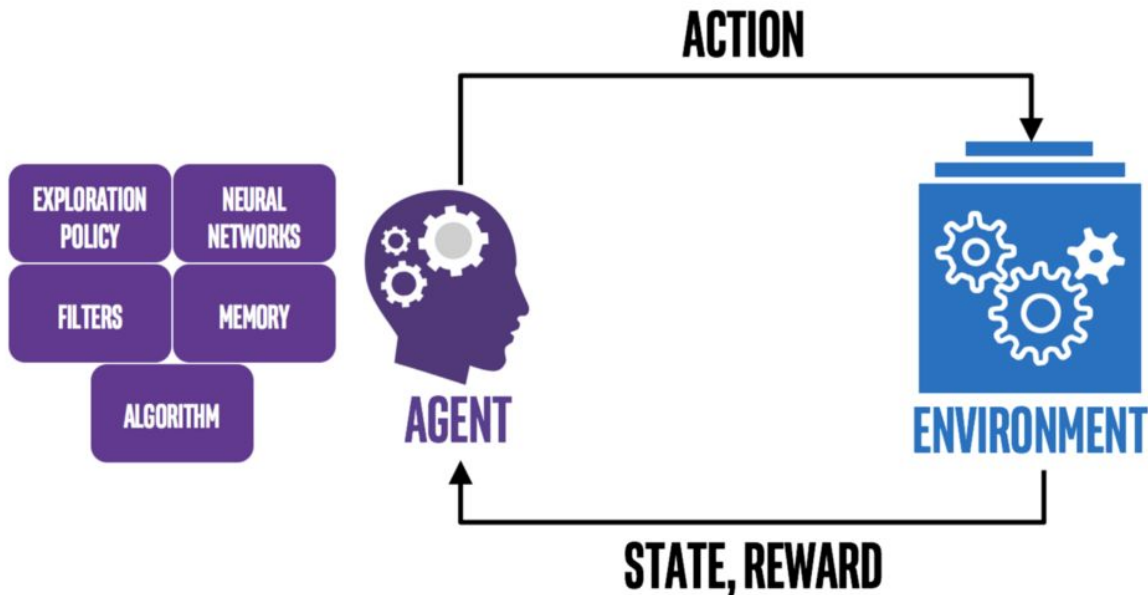 ACTION
EXPLORATION
POLICY
NEURAL
NETWORKS
FILTERS
MEMORY
ALGORITHM
AGENT
ENVIRONMENT
STATE, REWARD